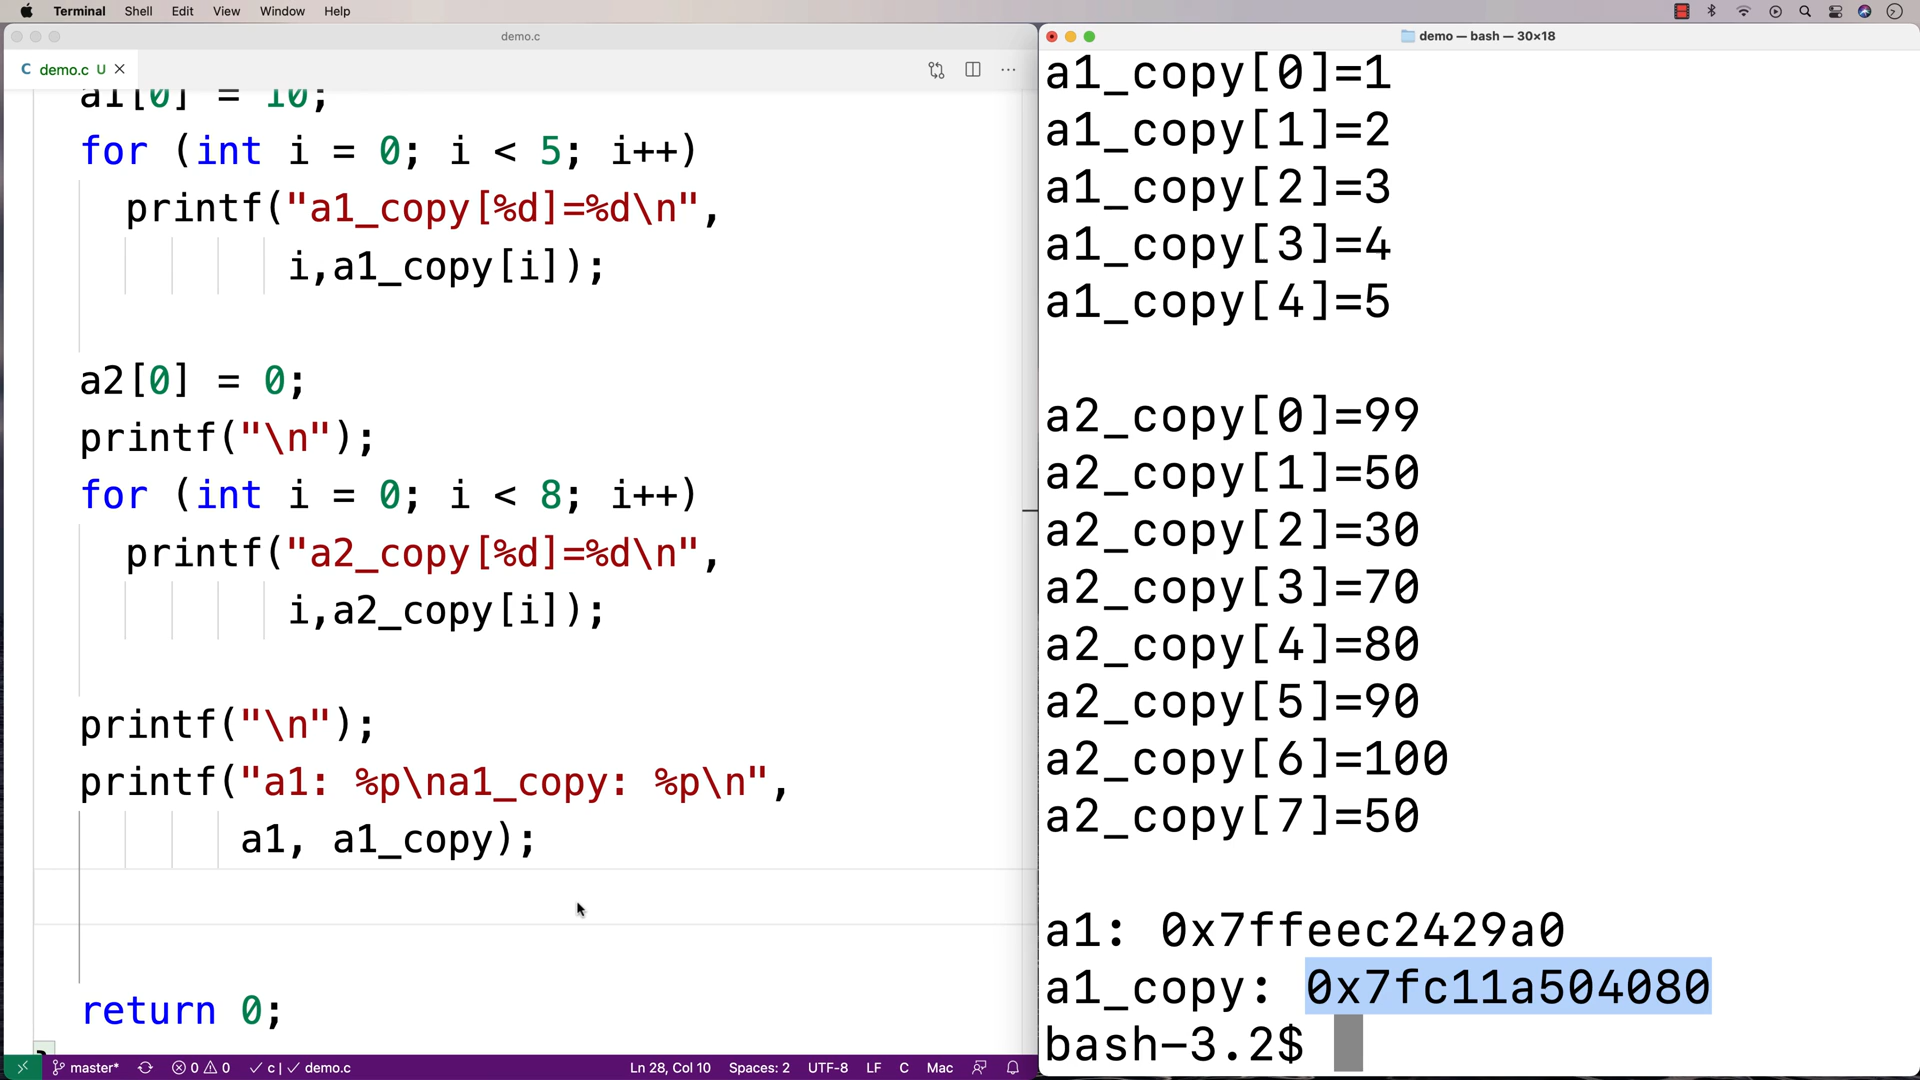 Terminal Shell Edit View Window Help
demo.c
C demo.c U
a1[0] = 10;
for (int i = 0; i < 5; i++)
printf("a1_copy[%d]=%d\n",
i,a1_copy[i]);
a2[0] = 0;
printf("\n");
for (int i = 0; i < 8; i++)
printf("a2_copy[%d]=%d\n",
i,a2_copy[i]);
printf("\n");
printf("a1: %p\na1_copy: %p\n",
a1, a1_copy);
return 0;
master* 0 0 c | demo.c Ln 28, Col 10 Spaces: 2 UTF-8 LF C Mac
demo — bash — 30×18
a1_copy[0]=1
a1_copy[1]=2
a1_copy[2]=3
a1_copy[3]=4
a1_copy[4]=5
a2_copy[0]=99
a2_copy[1]=50
a2_copy[2]=30
a2_copy[3]=70
a2_copy[4]=80
a2_copy[5]=90
a2_copy[6]=100
a2_copy[7]=50
a1: 0x7ffeec2429a0
a1_copy: 0x7fc11a504080
bash-3.2$